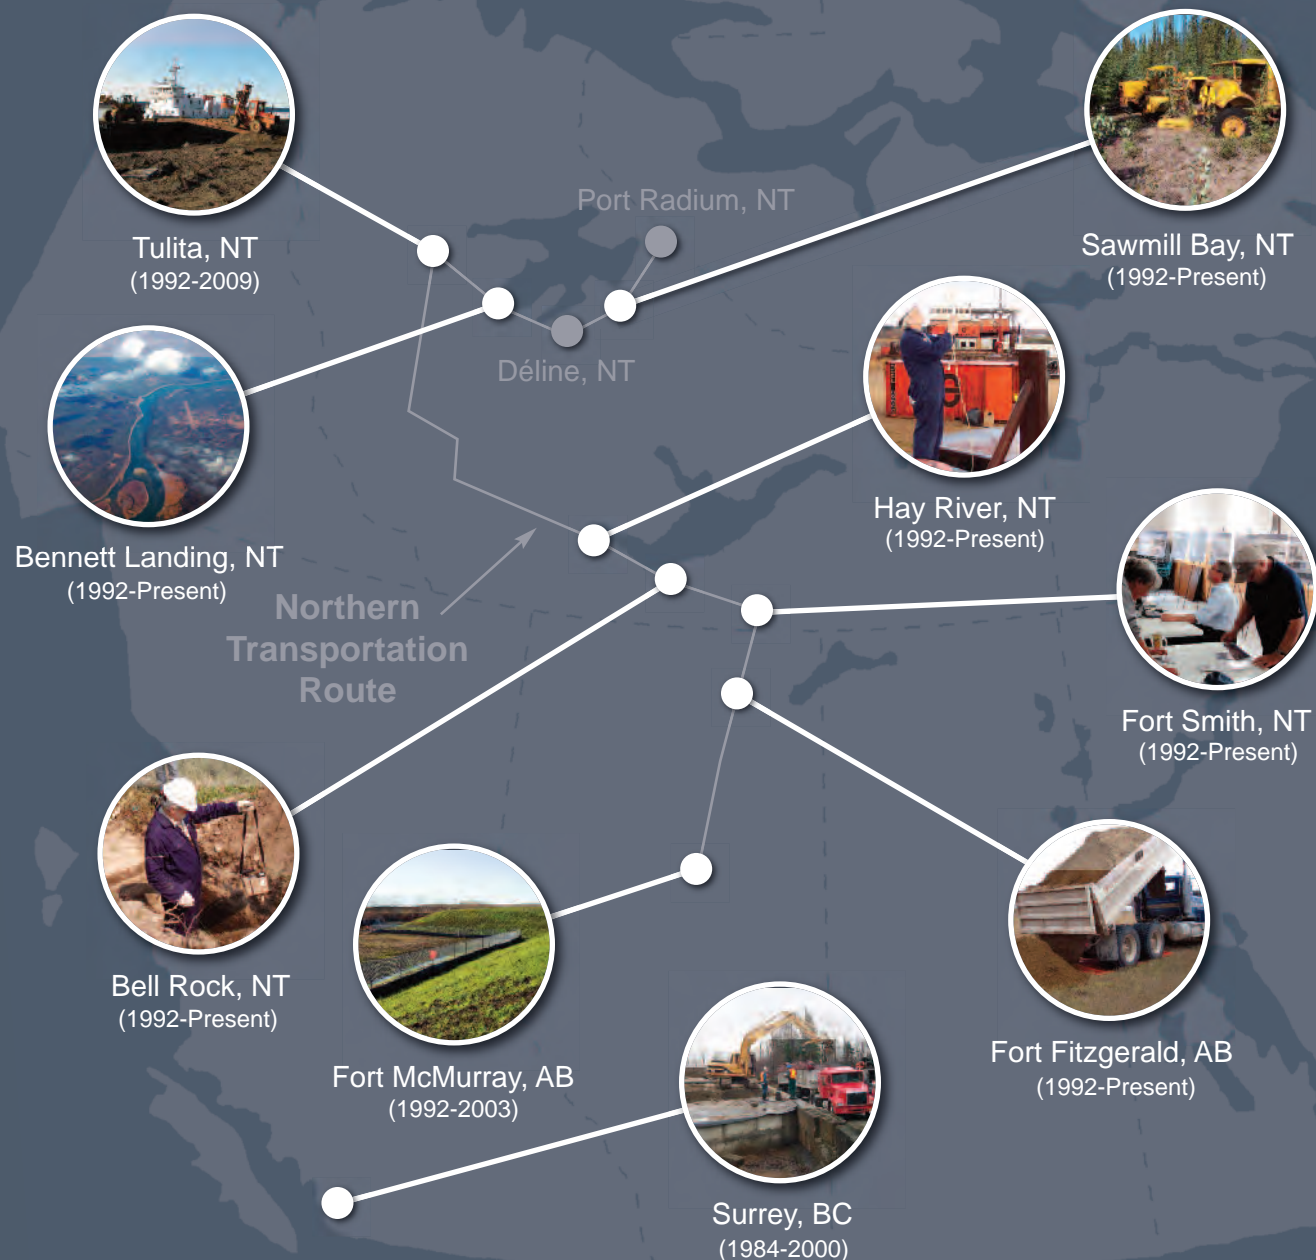 Port Radium, NT
Tulita, NT
(1992-2009)
Sawmill Bay, NT
(1992-Present)
Déline, NT
Hay River, NT
(1992-Present)
Bennett Landing, NT
(1992-Present)
Northern
Transportation
Route
Fort Smith, NT
(1992-Present)
Bell Rock, NT
(1992-Present)
Fort McMurray, AB
(1992-2003)
Fort Fitzgerald, AB
(1992-Present)
Surrey, BC
(1984-2000)